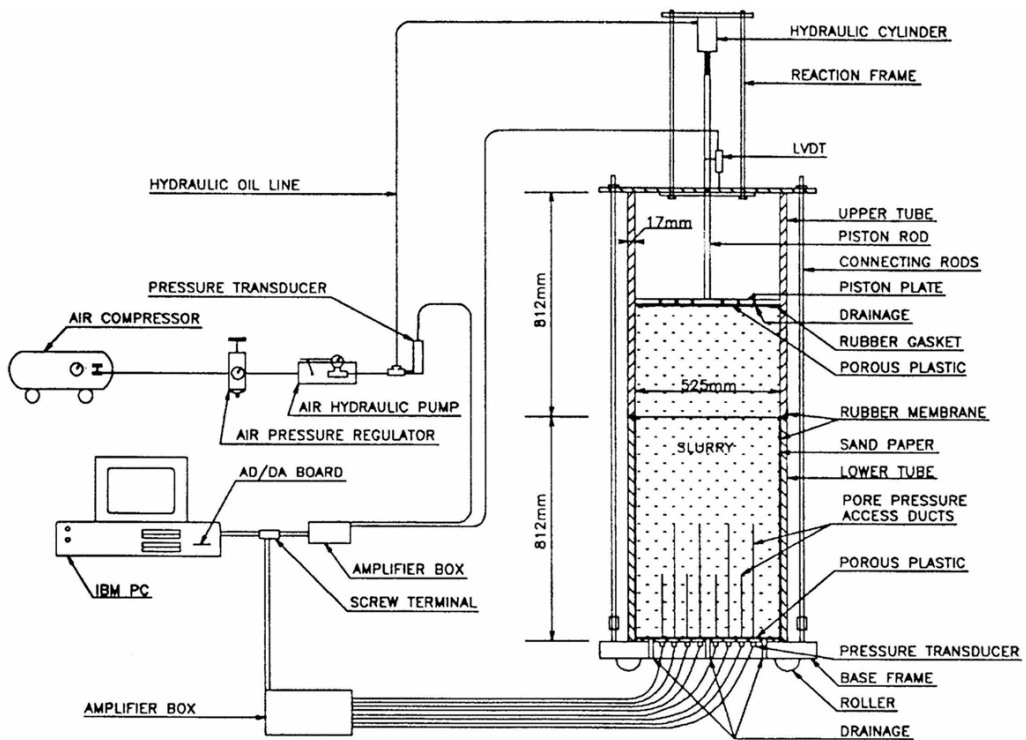 HYDRAULIC CYLINDER
REACTION FRAME
LVDT
HYDRAULIC OIL LINE
17mm
UPPER TUBE
PISTON ROD
CONNECTING RODS
PRESSURE TRANSDUCER
PISTON PLATE
812mm
DRAINAGE
AIR COMPRESSOR
RUBBER GASKET
POROUS PLASTIC
525mm
AIR HYDRAULIC PUMP
RUBBER MEMBRANE
AIR PRESSURE REGULATOR
SLURRY
SAND PAPER
AD/DA BOARD
LOWER TUBE
PORE PRESSURE
ACCESS DUCTS
812mm
AMPLIFIER BOX
POROUS PLASTIC
IBM PC
SCREW TERMINAL
PRESSURE TRANSDUCER
BASE FRAME
AMPLIFIER BOX
ROLLER
DRAINAGE